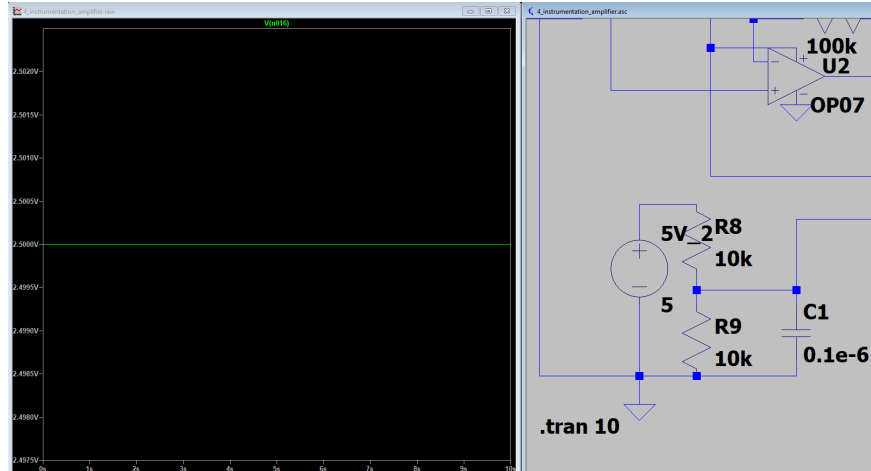 4_instrumentation_amplifier.raw
V(n016)
2.5020V
2.5015V
2.5010V
2.5005V
2.5000V
2.4995V
2.4990V
2.4985V
2.4980V
2.4975V
0s 1s 2s 3s 4s 5s 6s 7s 8s 9s 10s
4_instrumentation_amplifier.asc
100k
U2
OP07
5V_2
R8
10k
5
R9
10k
C1
0.1e-6
.tran 10